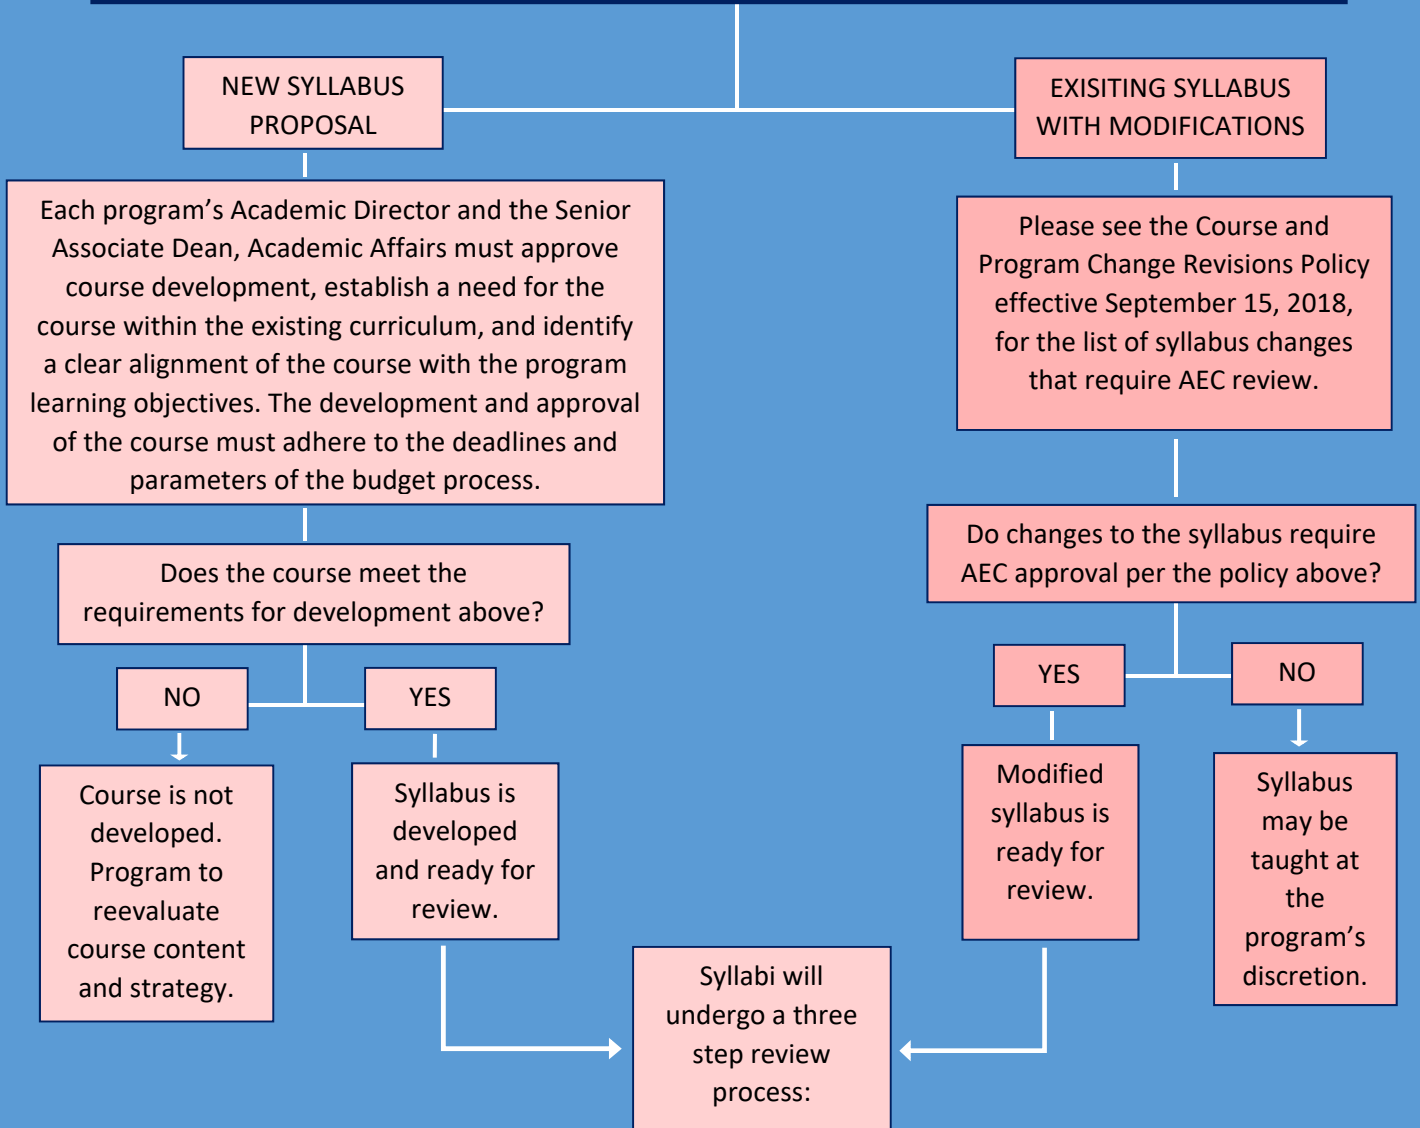 NEW SYLLABUS
PROPOSAL
EXISITING SYLLABUS
WITH MODIFICATIONS
Each program’s Academic Director and the Senior
Associate Dean, Academic Affairs must approve
course development, establish a need for the
course within the existing curriculum, and identify
a clear alignment of the course with the program
learning objectives. The development and approval
of the course must adhere to the deadlines and
parameters of the budget process.
Please see the Course and
Program Change Revisions Policy
effective September 15, 2018,
for the list of syllabus changes
that require AEC review.
Does the course meet the
requirements for development above?
Do changes to the syllabus require
AEC approval per the policy above?
NO
YES
YES
NO
Course is not
developed.
Program to
reevaluate
course content
and strategy.
Syllabus is
developed
and ready for
review.
Modified
syllabus is
ready for
review.
Syllabus
may be
taught at
the
program’s
discretion.
Syllabi will
undergo a three
step review
process: